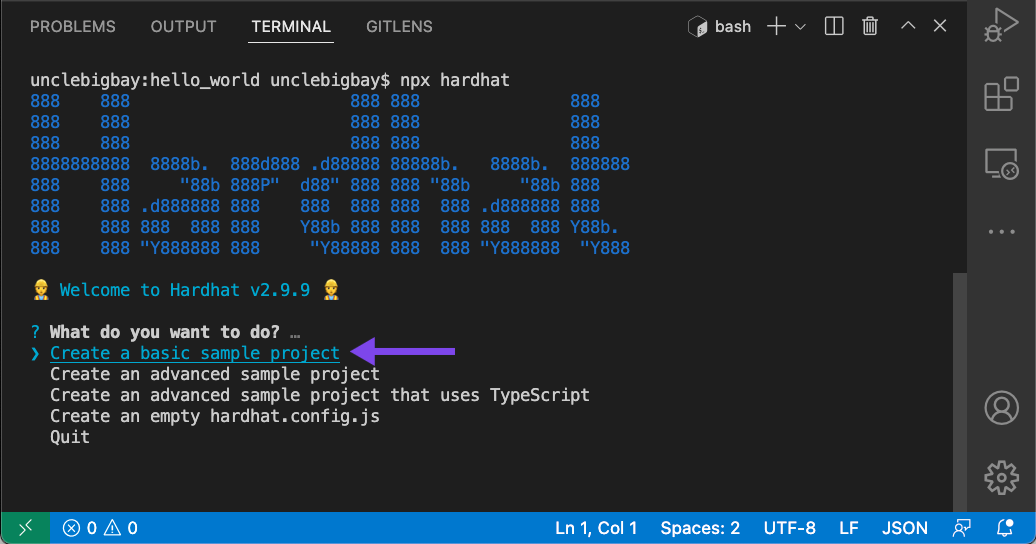 PROBLEMS OUTPUT TERMINAL GITLENS bash
unclebigbay:hello_world unclebigbay$ npx hardhat
888    888                      888 888               888
888    888                      888 888               888
888    888                      888 888               888
8888888888  8888b.  888d888 .d88888 88888b.   8888b.  888888
888    888     "88b 888P"  d88" 888 888 "88b     "88b 888
888    888 .d888888 888    888  888 888  888 .d888888 888
888    888 888  888 888    Y88b 888 888  888 888  888 Y88b.
888    888 "Y888888 888     "Y88888 888  888 "Y888888  "Y888
Welcome to Hardhat v2.9.9
? What do you want to do? …
❯ Create a basic sample project
Create an advanced sample project
Create an advanced sample project that uses TypeScript
Create an empty hardhat.config.js
Quit
0 0 Ln 1, Col 1 Spaces: 2 UTF-8 LF JSON